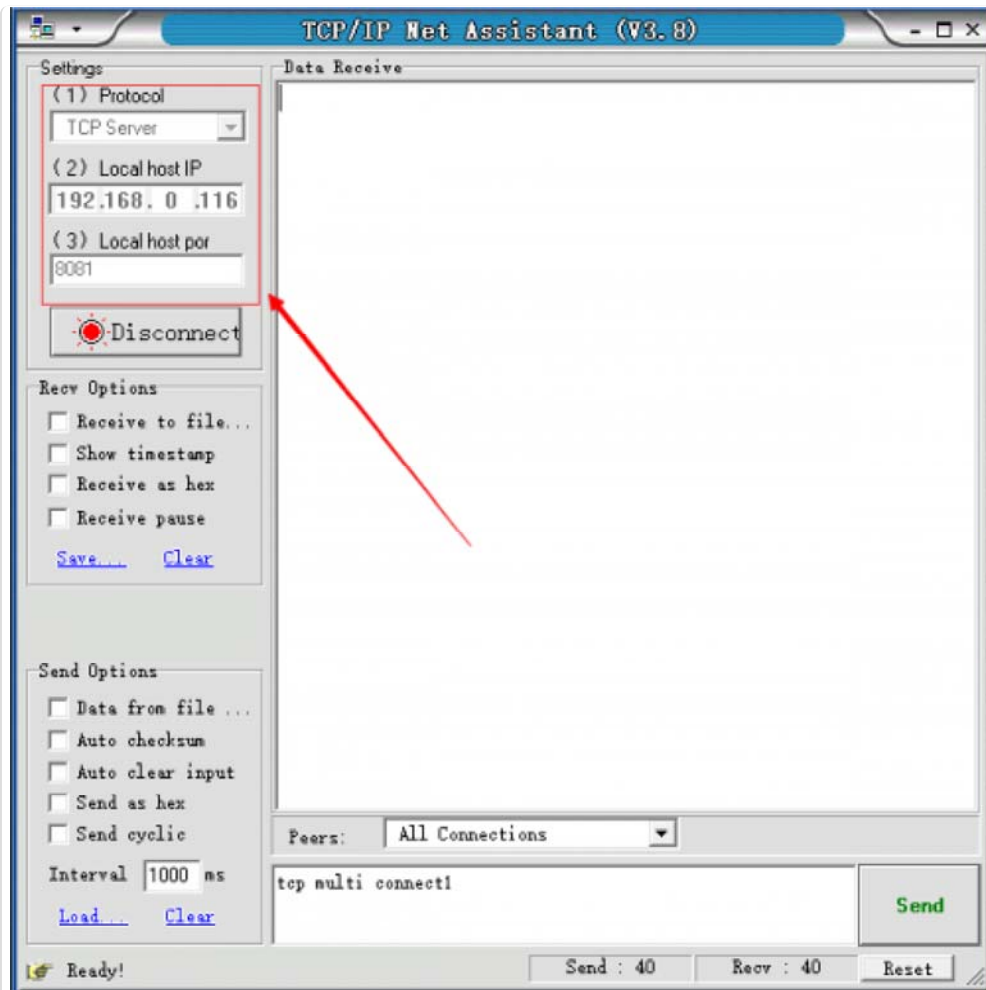 TCP/IP Net Assistant (V3.8)
Settings
(1) Protocol
TCP Server
(2) Local host IP
192.168. 0 .116
(3) Local host por
8081
Disconnect
Recv Options
Receive to file...
Show timestamp
Receive as hex
Receive pause
Save... Clear
Send Options
Data from file ...
Auto checksum
Auto clear input
Send as hex
Send cyclic
Interval 1000 ms
Load... Clear
Data Receive
Peers: All Connections
tcp multi connect1
Send
Ready!
Send : 40
Recv : 40
Reset